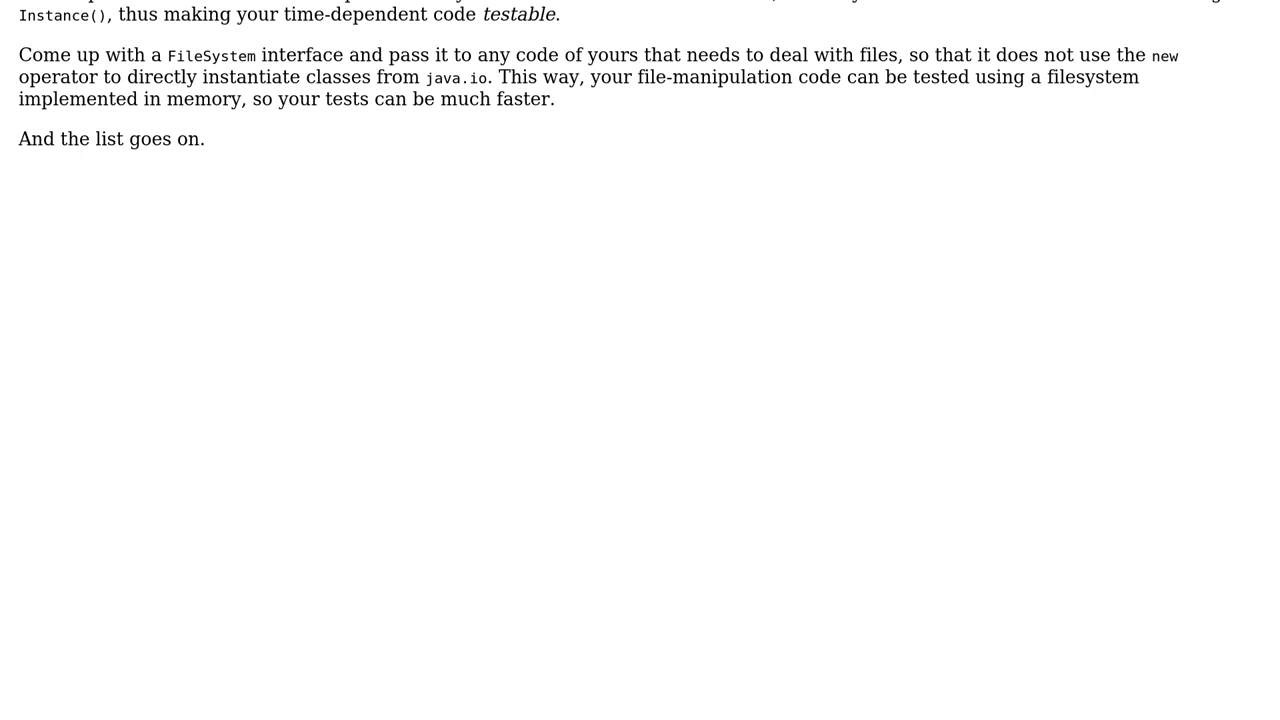 Instance(), thus making your time-dependent code testable.
Come up with a FileSystem interface and pass it to any code of yours that needs to deal with files, so that it does not use the new
operator to directly instantiate classes from java.io. This way, your file-manipulation code can be tested using a filesystem
implemented in memory, so your tests can be much faster.
And the list goes on.